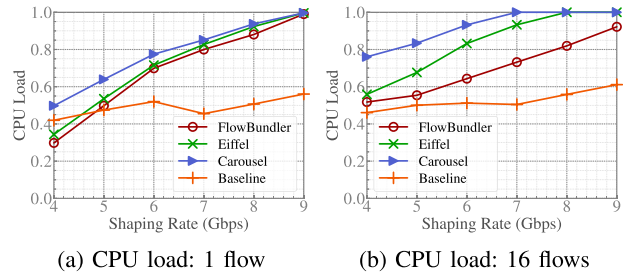 1.0
0.8
0.6
0.4
0.2
0.0
CPU Load
4 5 6 7 8 9
Shaping Rate (Gbps)
FlowBundler
Eiffel
Carousel
Baseline
(a) CPU load: 1 flow
1.0
0.8
0.6
0.4
0.2
0.0
CPU Load
4 5 6 7 8 9
Shaping Rate (Gbps)
FlowBundler
Eiffel
Carousel
Baseline
(b) CPU load: 16 flows